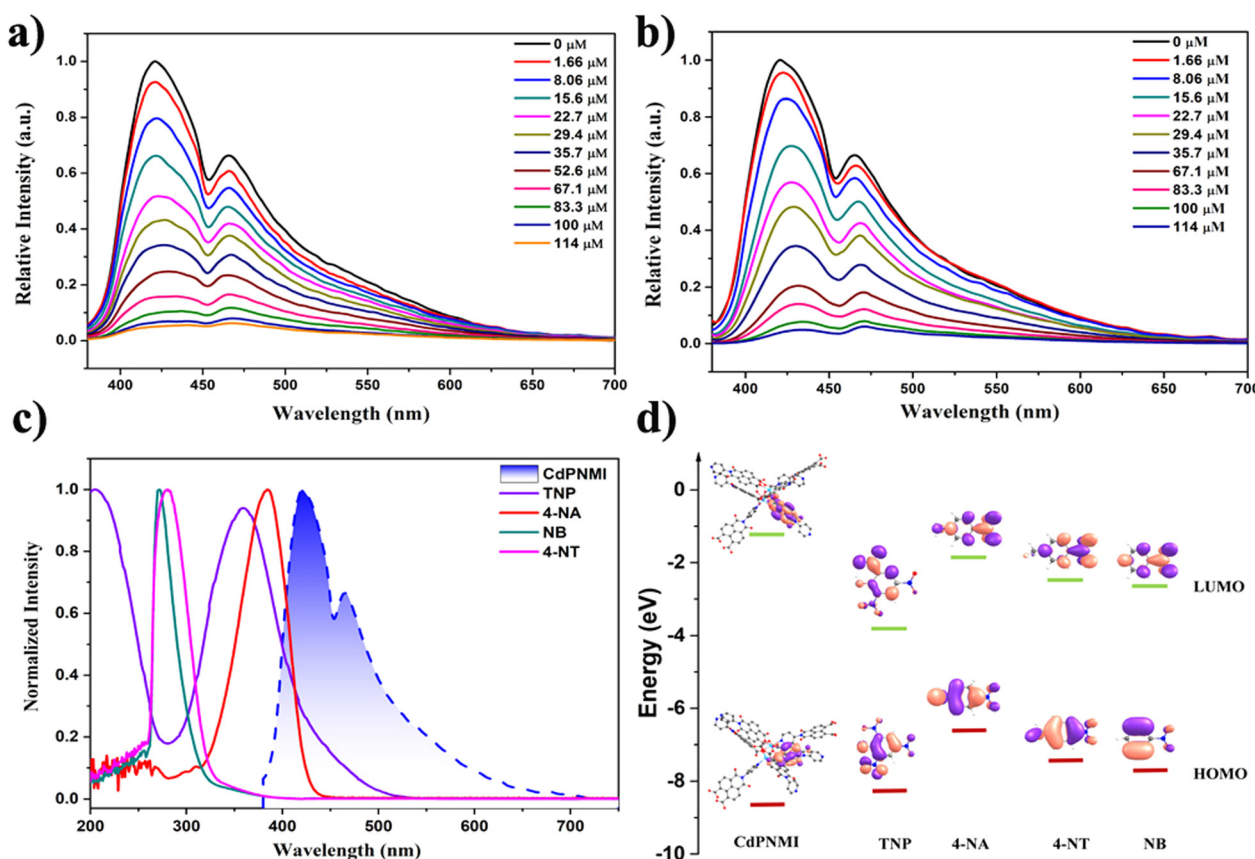 a)
0 μM
1.66 μM
8.06 μM
15.6 μM
22.7 μM
29.4 μM
35.7 μM
52.6 μM
67.1 μM
83.3 μM
100 μM
114 μM
1.0
0.8
0.6
0.4
0.2
0.0
Relative Intensity (a.u.)
400 450 500 550 600 650 700
Wavelength (nm)
b)
0 μM
1.66 μM
8.06 μM
15.6 μM
22.7 μM
29.4 μM
35.7 μM
67.1 μM
83.3 μM
100 μM
114 μM
1.0
0.8
0.6
0.4
0.2
0.0
Relative Intensity (a.u.)
400 450 500 550 600 650 700
Wavelength (nm)
c)
CdPNMI
TNP
4-NA
NB
4-NT
1.0
0.8
0.6
0.4
0.2
0.0
Normalized Intensity
200 300 400 500 600 700
Wavelength (nm)
d)
0
-2
-4
-6
-8
-10
Energy (eV)
LUMO
HOMO
CdPNMI TNP 4-NA 4-NT NB